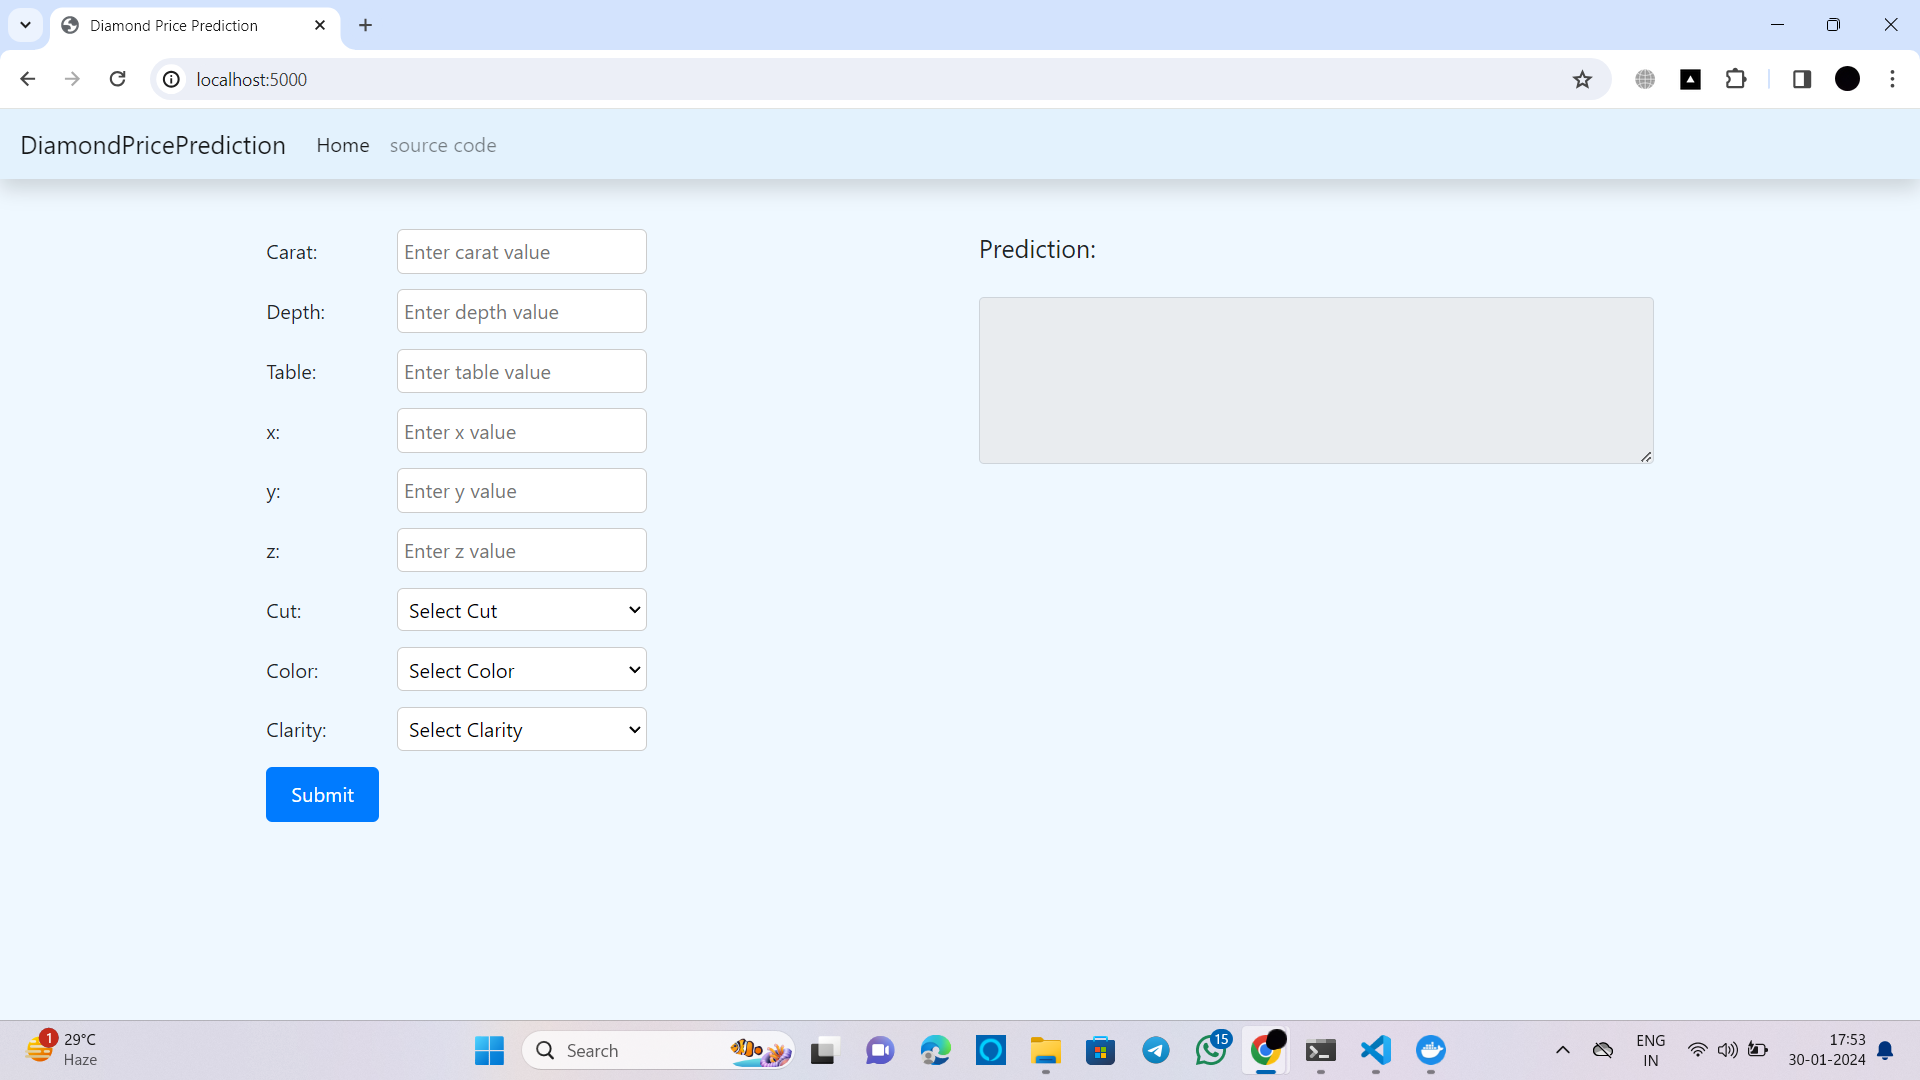 Diamond Price Prediction
localhost:5000
DiamondPricePrediction Home source code
Carat: Enter carat value
Depth: Enter depth value
Table: Enter table value
x: Enter x value
y: Enter y value
z: Enter z value
Cut: Select Cut
Color: Select Color
Clarity: Select Clarity
Submit
Prediction:
1 29°C
Haze
Search
15
ENG
IN
17:53
30-01-2024